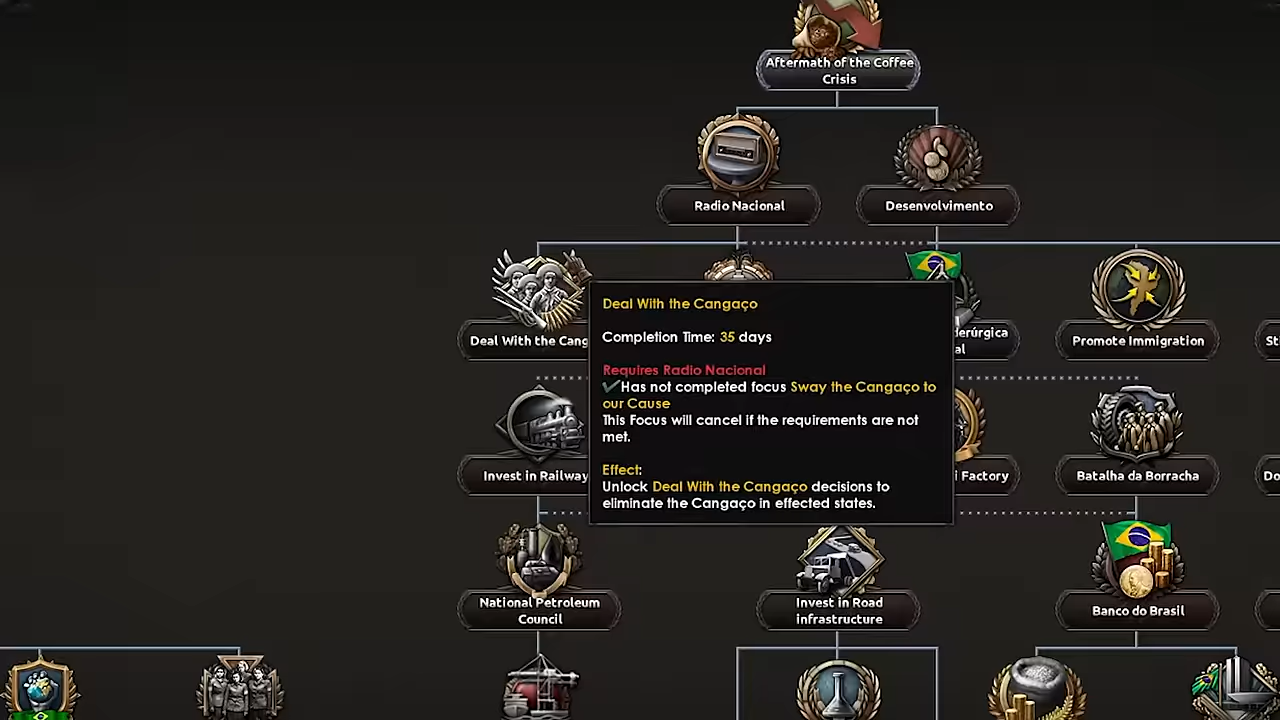 Aftermath of the Coffee
Crisis
Radio Nacional
Desenvolvimento
Deal With the Cang
Deal With the Cangaço
Completion Time: 35 days
Requires Radio Nacional
Has not completed focus Sway the Cangaço to
our Cause
This Focus will cancel if the requirements are not
met.
Effect:
Unlock Deal With the Cangaço decisions to
eliminate the Cangaço in effected states.
derúrgica
al
Promote Immigration
St
Invest in Railway
i Factory
Batalha da Borracha
Do
National Petroleum
Council
Invest in Road
infrastructure
Banco do Brasil